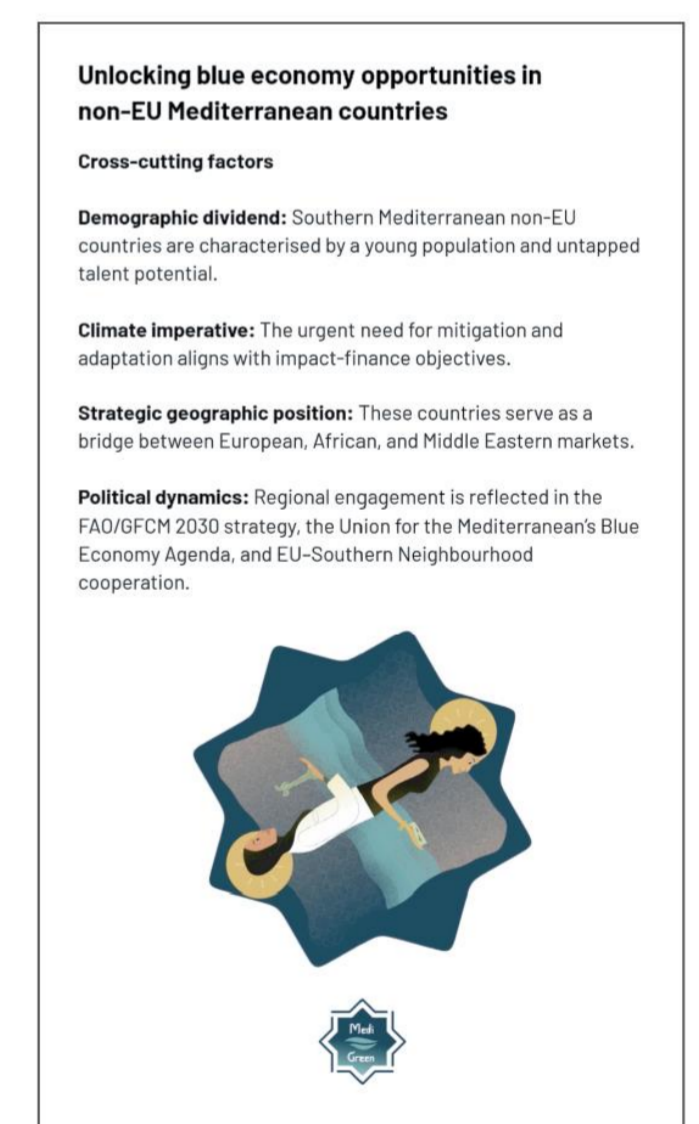 Unlocking blue economy opportunities in
non-EU Mediterranean countries
Cross-cutting factors
Demographic dividend: Southern Mediterranean non-EU
countries are characterised by a young population and untapped
talent potential.
Climate imperative: The urgent need for mitigation and
adaptation aligns with impact-finance objectives.
Strategic geographic position: These countries serve as a
bridge between European, African, and Middle Eastern markets.
Political dynamics: Regional engagement is reflected in the
FAO/GFCM 2030 strategy, the Union for the Mediterranean's Blue
Economy Agenda, and EU–Southern Neighbourhood
cooperation.
Medi
Green